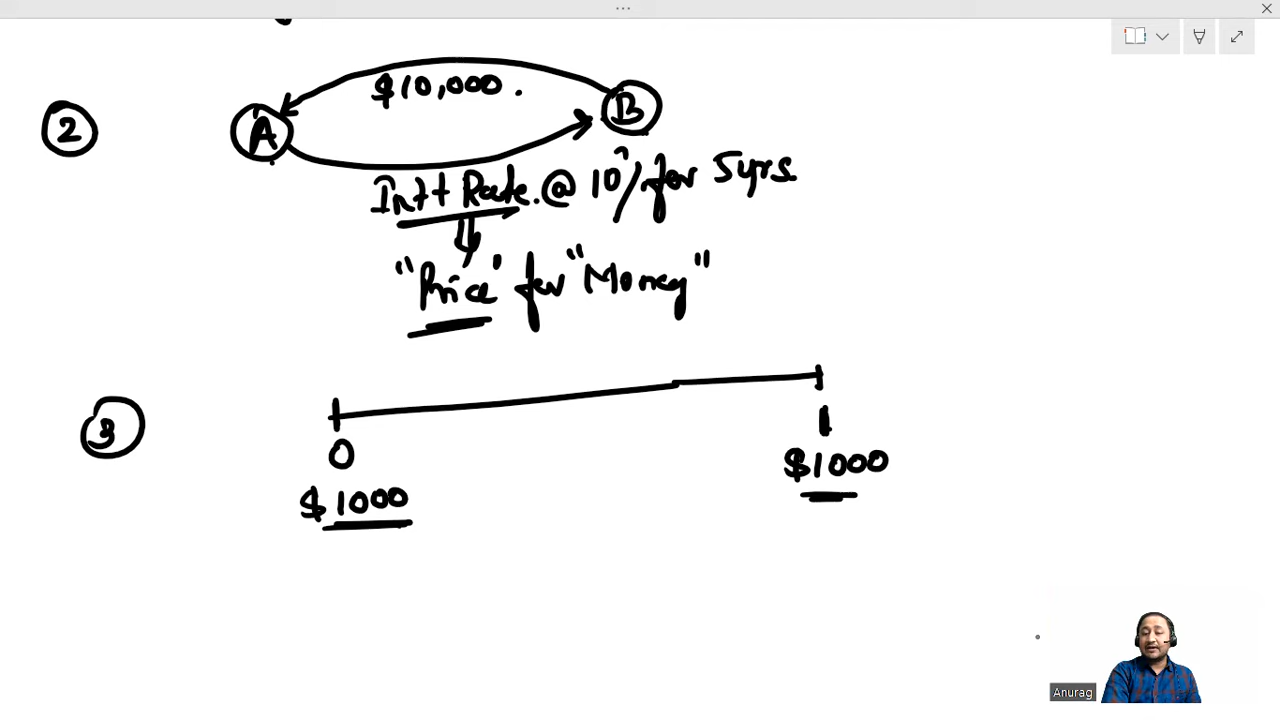 $10,000.
② A B
Intt Rate. @ 10% for 5yrs.
"Price" for "Money"
③
0 1
$1000 $1000
Anurag